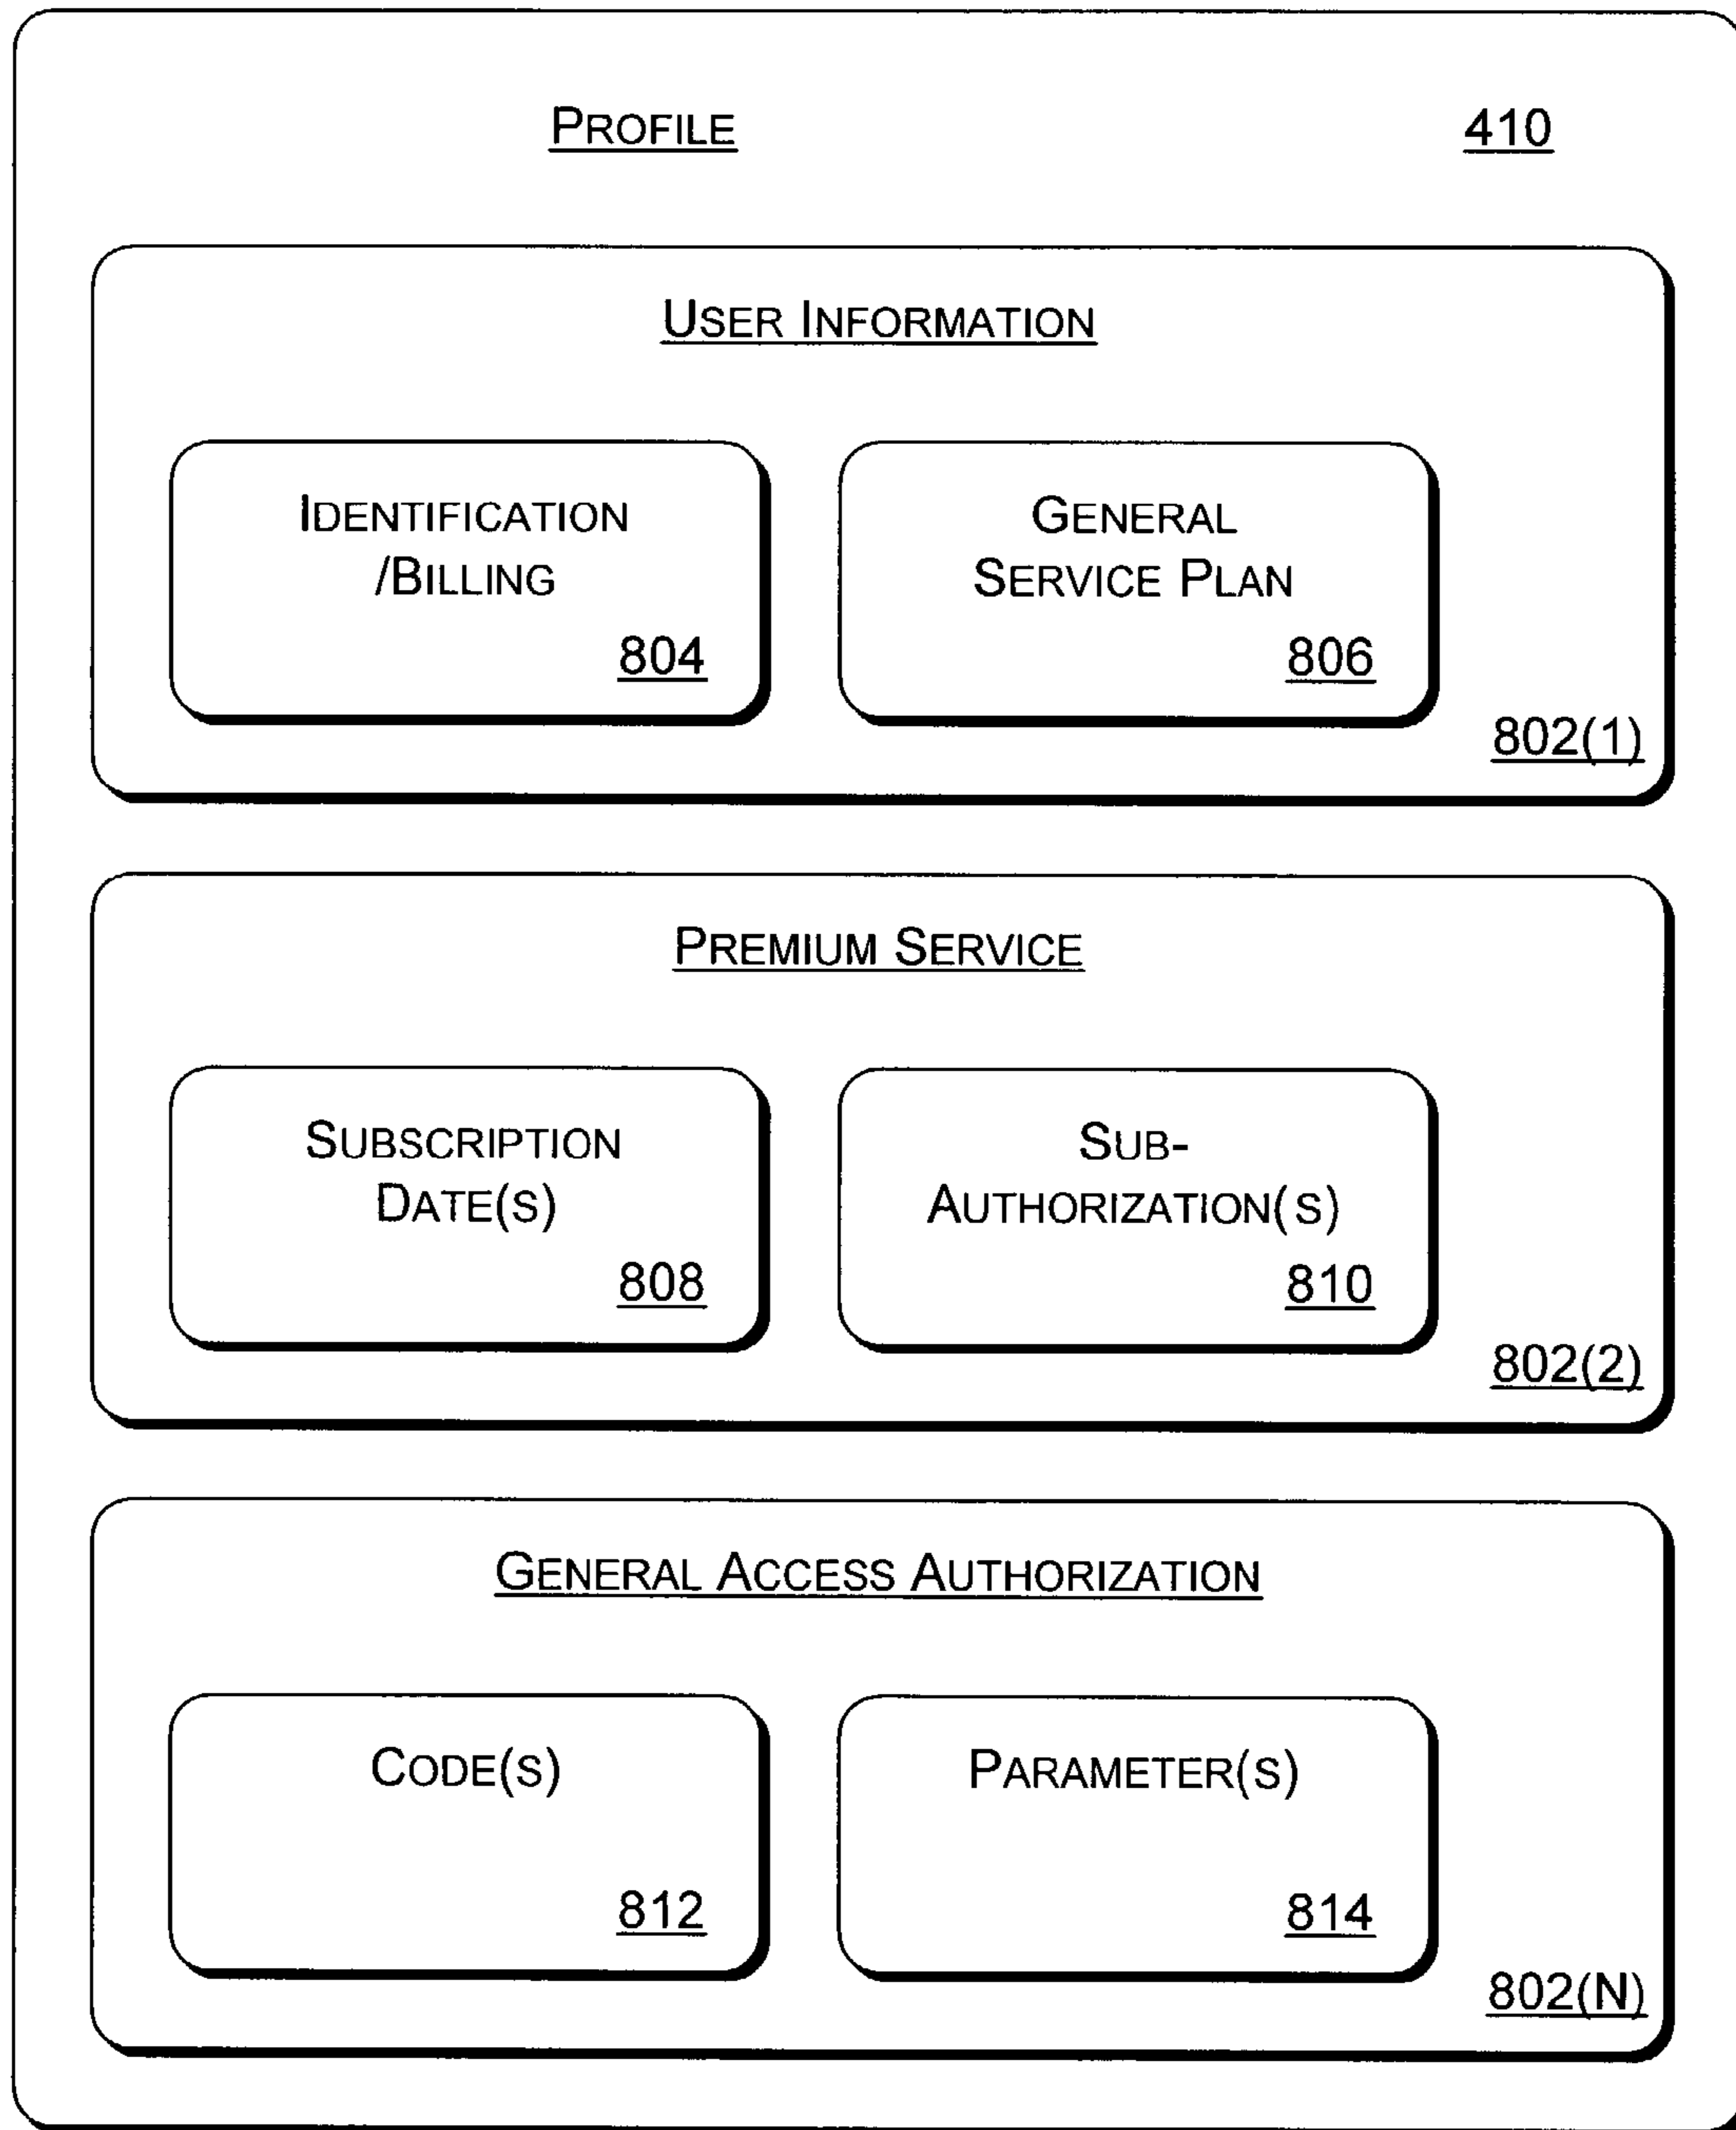 PROFILE 410
USER INFORMATION
IDENTIFICATION
/BILLING
804
GENERAL
SERVICE PLAN
806
802(1)
PREMIUM SERVICE
SUBSCRIPTION
DATE(S)
808
SUB-
AUTHORIZATION(S)
810
802(2)
GENERAL ACCESS AUTHORIZATION
CODE(S)
812
PARAMETER(S)
814
802(N)